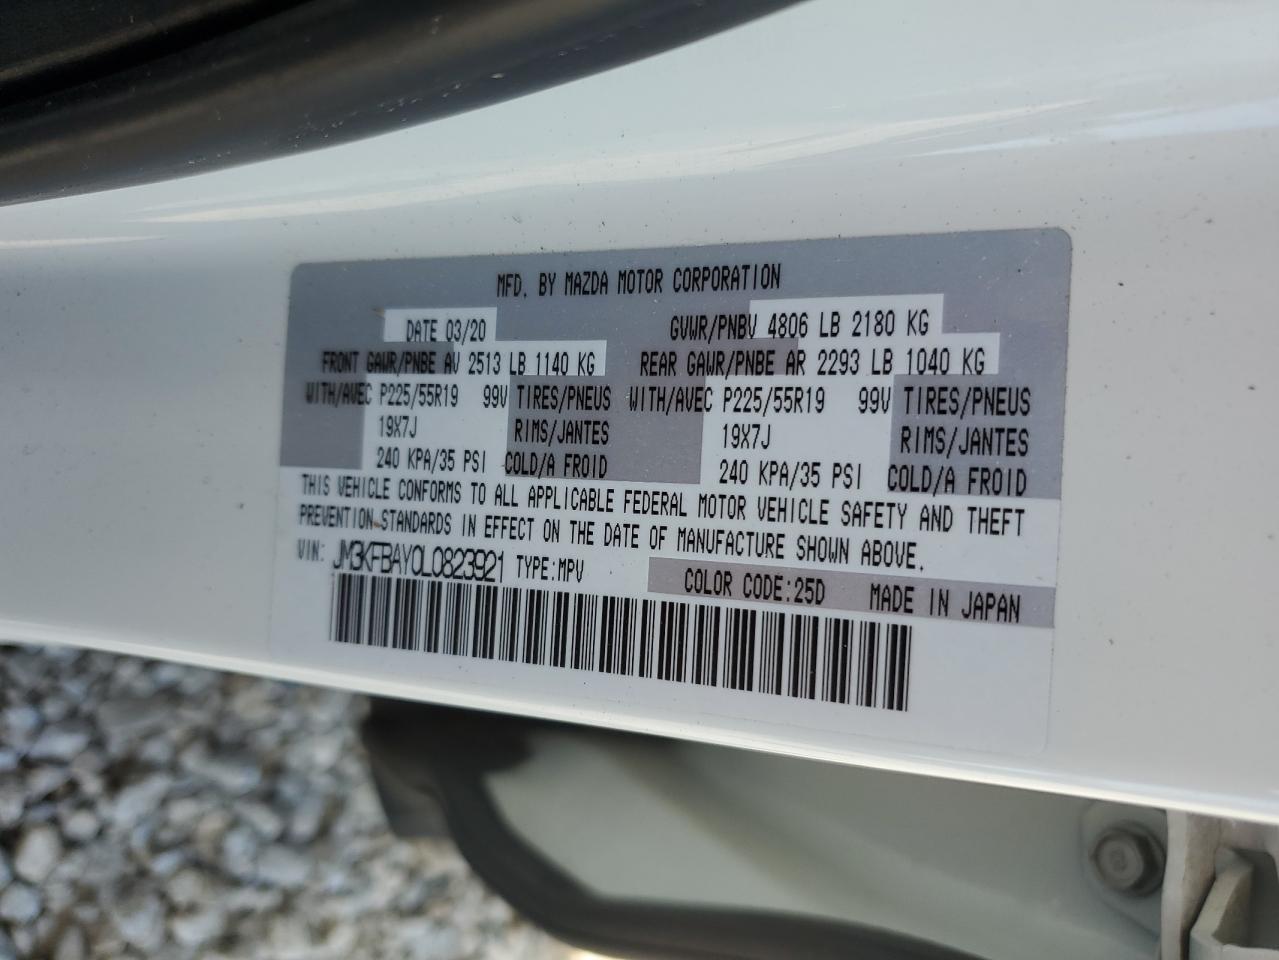 MFD. BY MAZDA MOTOR CORPORATION
DATE 03/20 GVWR/PNBV 4806 LB 2180 KG
FRONT GAWR/PNBE AV 2513 LB 1140 KG REAR GAWR/PNBE AR 2293 LB 1040 KG
WITH/AVEC P225/55R19 99V TIRES/PNEUS WITH/AVEC P225/55R19 99V TIRES/PNEUS
19X7J RIMS/JANTES 19X7J RIMS/JANTES
240 KPA/35 PSI COLD/A FROID 240 KPA/35 PSI COLD/A FROID
THIS VEHICLE CONFORMS TO ALL APPLICABLE FEDERAL MOTOR VEHICLE SAFETY AND THEFT
PREVENTION STANDARDS IN EFFECT ON THE DATE OF MANUFACTURE SHOWN ABOVE.
VIN: JM3KFBAY0L0823921 TYPE:MPV COLOR CODE:25D MADE IN JAPAN